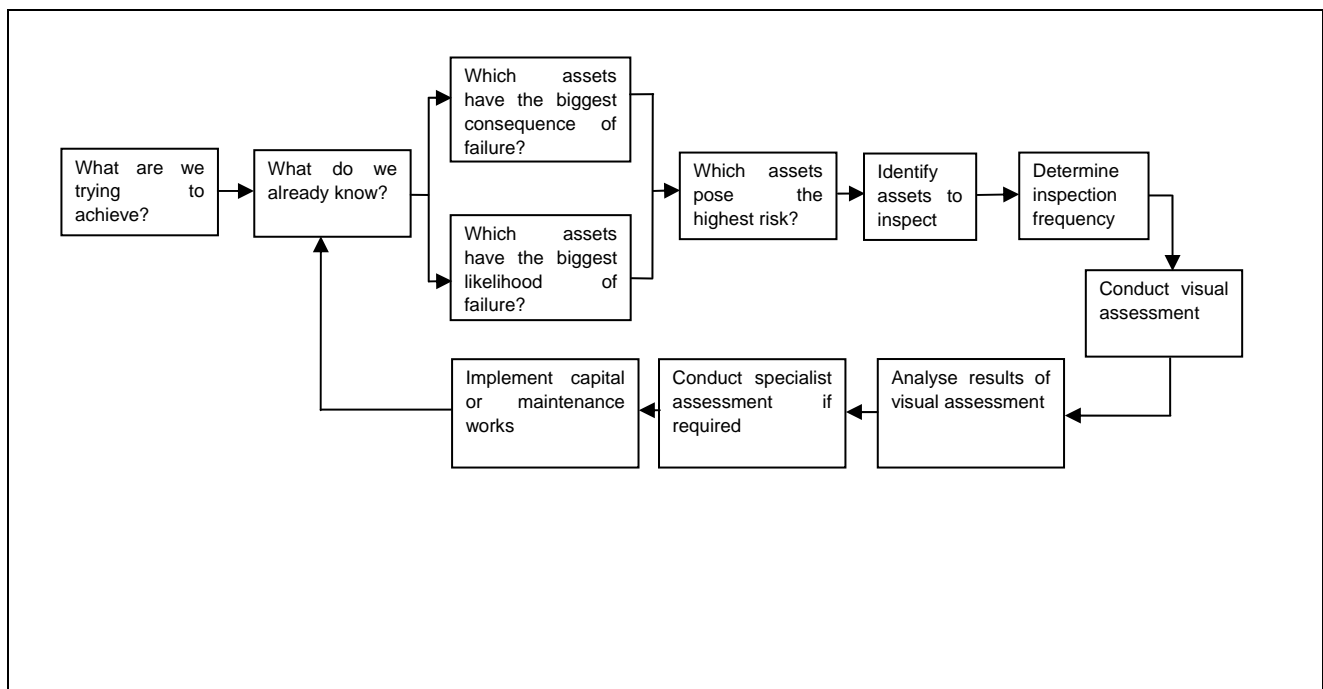 What are we
trying to
achieve?
What do we
already know?
Which assets
have the biggest
consequence of
failure?
Which assets
have the biggest
likelihood of
failure?
Which assets
pose the
highest risk?
Identify
assets to
inspect
Determine
inspection
frequency
Conduct visual
assessment
Analyse results of
visual assessment
Conduct specialist
assessment if
required
Implement capital
or maintenance
works